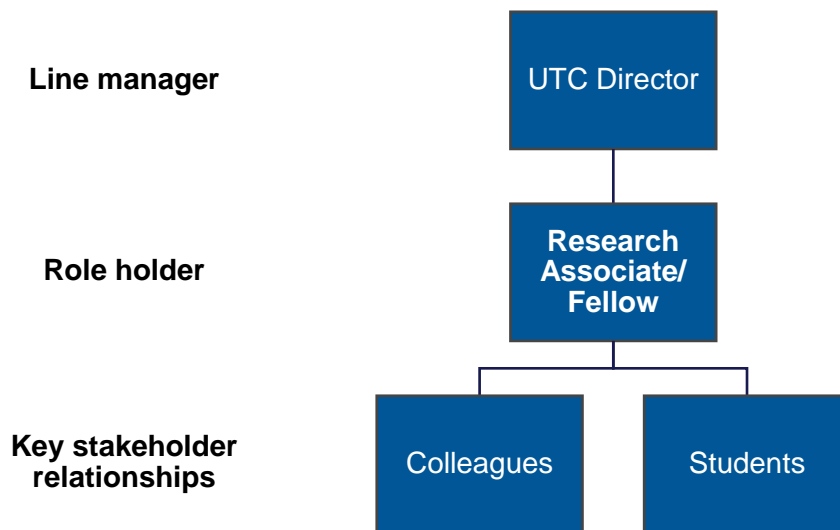 Line manager
UTC Director
Role holder
Research
Associate/
Fellow
Key stakeholder
relationships
Colleagues
Students